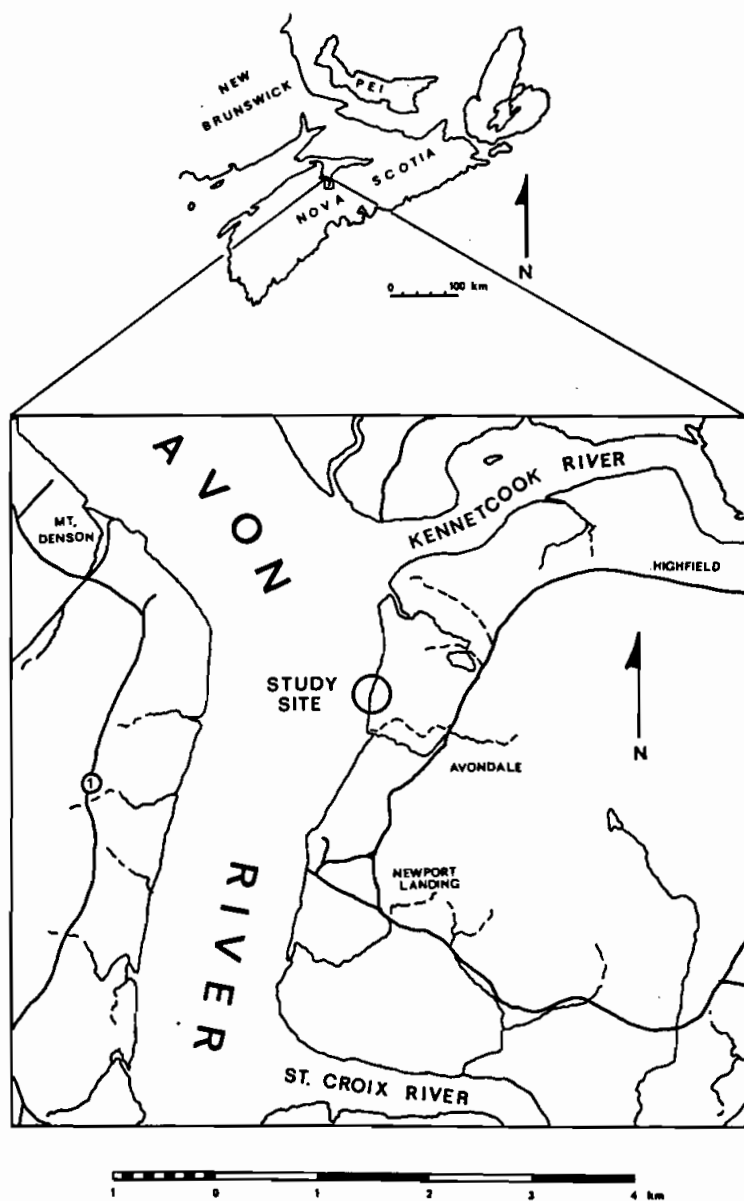 NEW
BRUNSWICK
PEI
NOVA SCOTIA
N
0 100 km
AVON
RIVER
KENNETCOOK RIVER
MT.
DENSON
HIGHFIELD
STUDY
SITE
N
AVONDALE
1
NEWPORT
LANDING
ST. CROIX RIVER
1 0 1 2 3 4 km